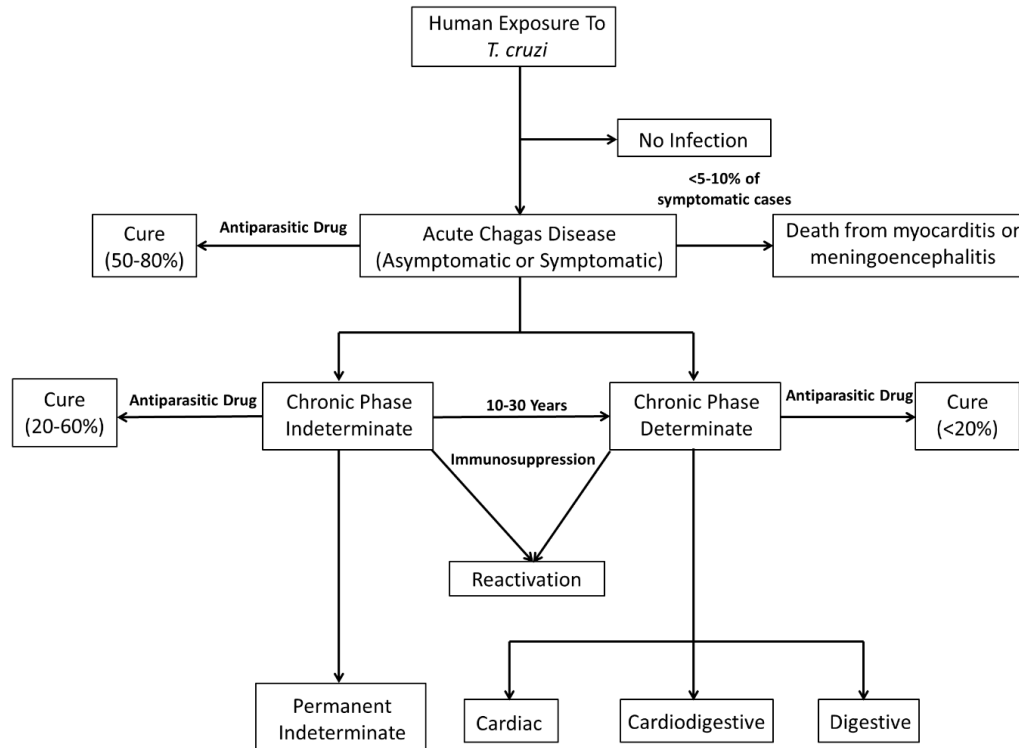 Human Exposure To
T. cruzi
No Infection
<5-10% of
symptomatic cases
Cure
(50-80%)
Antiparasitic Drug
Acute Chagas Disease
(Asymptomatic or Symptomatic)
Death from myocarditis or
meningoencephalitis
Cure
(20-60%)
Antiparasitic Drug
Chronic Phase
Indeterminate
10-30 Years
Chronic Phase
Determinate
Antiparasitic Drug
Cure
(<20%)
Immunosuppression
Reactivation
Permanent
Indeterminate
Cardiac
Cardiodigestive
Digestive